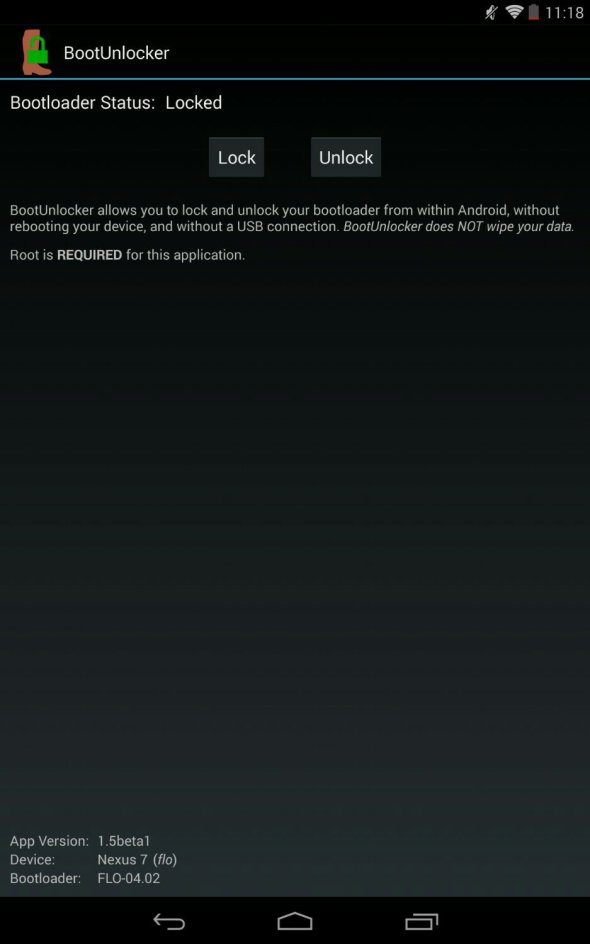 11:18
BootUnlocker
Bootloader Status: Locked
Lock Unlock
BootUnlocker allows you to lock and unlock your bootloader from within Android, without
rebooting your device, and without a USB connection. BootUnlocker does NOT wipe your data.
Root is REQUIRED for this application.
App Version: 1.5beta1
Device: Nexus 7 (flo)
Bootloader: FLO-04.02